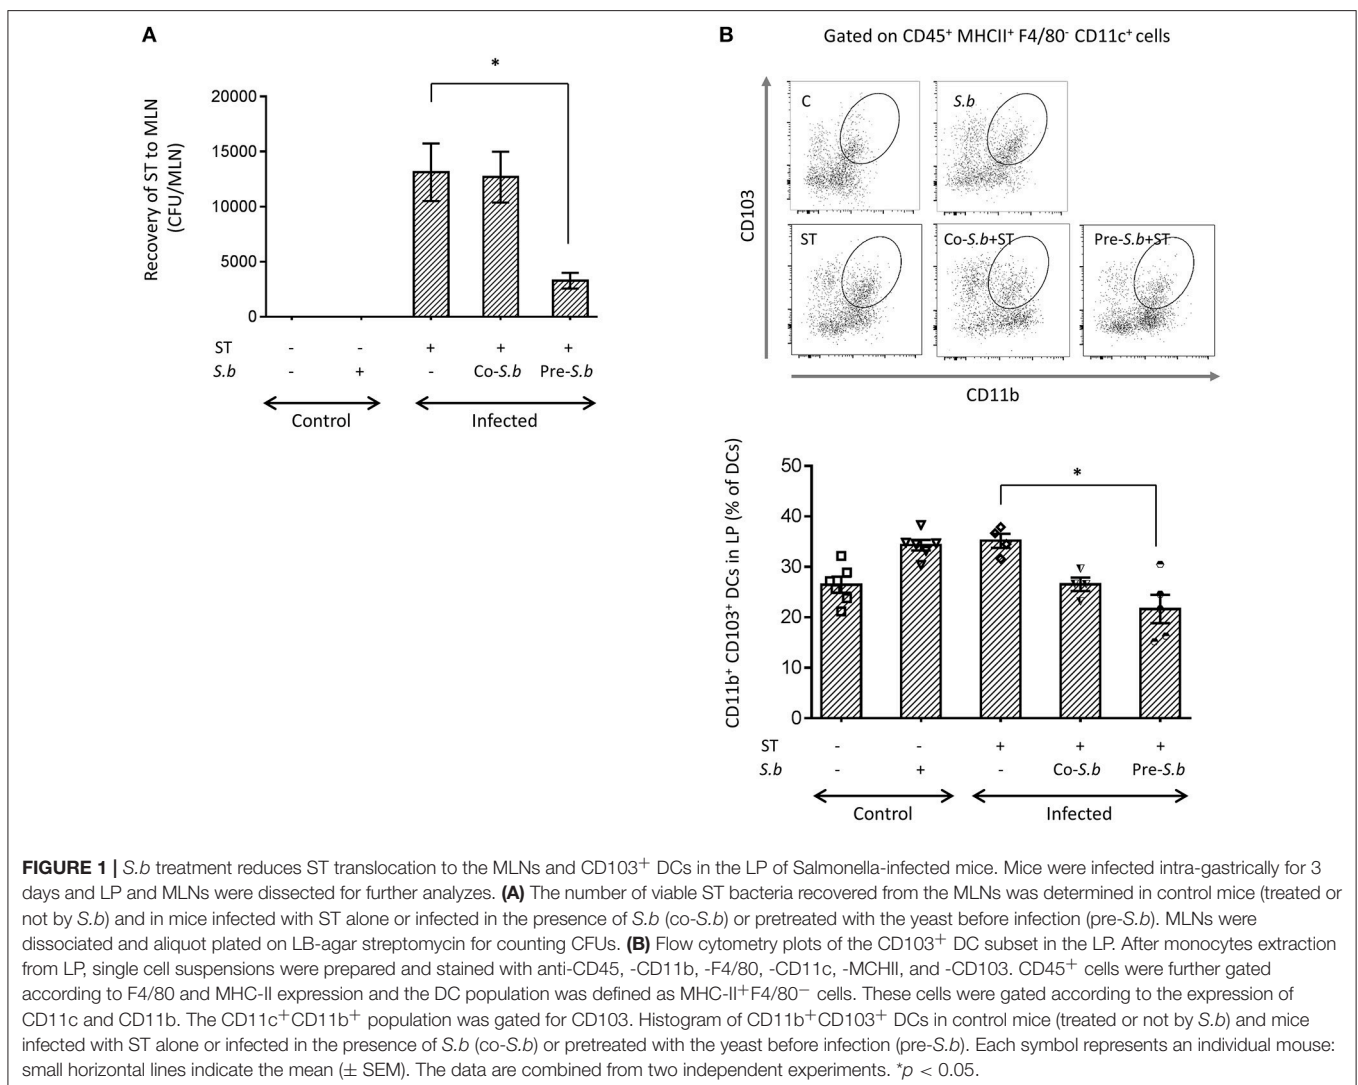 A
*
20000
15000
10000
5000
0
Recovery of ST to MLN
(CFU/MLN)
ST - - + + +
S.b - + - Co-S.b Pre-S.b
Control Infected
B
Gated on CD45+ MHCII+ F4/80- CD11c+ cells
C
S.b
ST
Co-S.b+ST
Pre-S.b+ST
CD103
CD11b
*
50
40
30
20
10
0
CD11b+ CD103+ DCs in LP (% of DCs)
ST - - + + +
S.b - + - Co-S.b Pre-S.b
Control Infected
FIGURE 1 | S.b treatment reduces ST translocation to the MLNs and CD103+ DCs in the LP of Salmonella-infected mice. Mice were infected intra-gastrically for 3
days and LP and MLNs were dissected for further analyzes. (A) The number of viable ST bacteria recovered from the MLNs was determined in control mice (treated or
not by S.b) and in mice infected with ST alone or infected in the presence of S.b (co-S.b) or pretreated with the yeast before infection (pre-S.b). MLNs were
dissociated and aliquot plated on LB-agar streptomycin for counting CFUs. (B) Flow cytometry plots of the CD103+ DC subset in the LP. After monocytes extraction
from LP, single cell suspensions were prepared and stained with anti-CD45, -CD11b, -F4/80, -CD11c, -MCHII, and -CD103. CD45+ cells were further gated
according to F4/80 and MHC-II expression and the DC population was defined as MHC-II+F4/80− cells. These cells were gated according to the expression of
CD11c and CD11b. The CD11c+CD11b+ population was gated for CD103. Histogram of CD11b+CD103+ DCs in control mice (treated or not by S.b) and mice
infected with ST alone or infected in the presence of S.b (co-S.b) or pretreated with the yeast before infection (pre-S.b). Each symbol represents an individual mouse:
small horizontal lines indicate the mean (± SEM). The data are combined from two independent experiments. *p < 0.05.